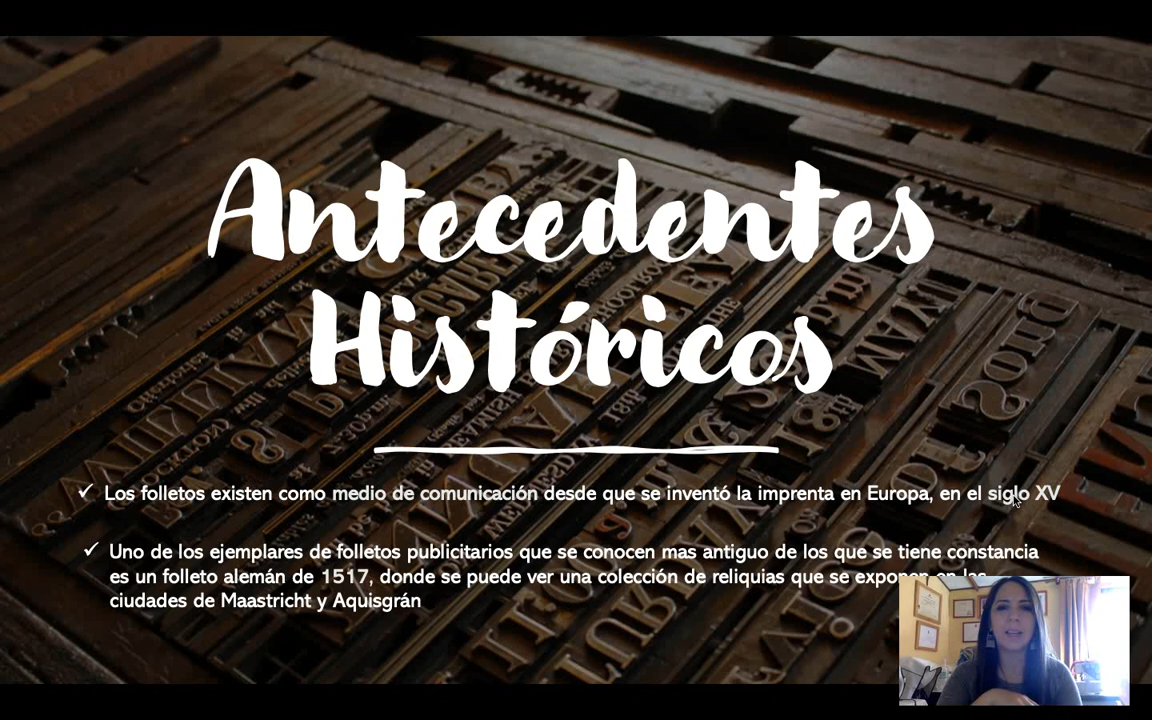 Antecedentes
Históricos
✓ Los folletos existen como medio de comunicación desde que se inventó la imprenta en Europa, en el siglo XV
✓ Uno de los ejemplares de folletos publicitarios que se conocen mas antiguo de los que se tiene constancia
es un folleto alemán de 1517, donde se puede ver una colección de reliquias que se exponen en las
ciudades de Maastricht y Aquisgrán